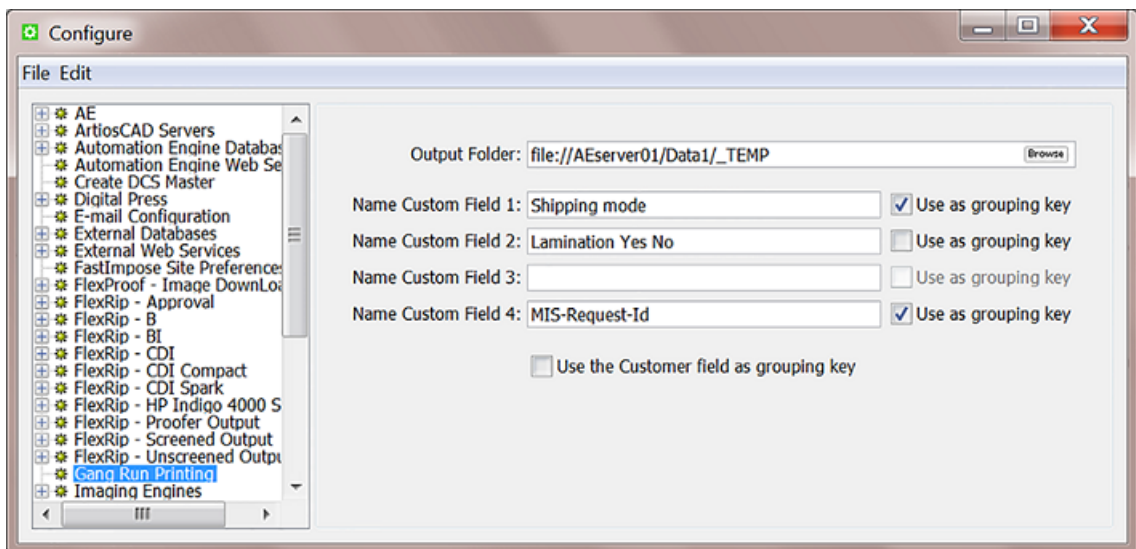 Configure
File Edit
AE
ArtiosCAD Servers
Automation Engine Databas
Automation Engine Web Se
Create DCS Master
Digital Press
E-mail Configuration
External Databases
External Web Services
FastImpose Site Preferences
FlexProof - Image DownLoa
FlexRip - Approval
FlexRip - B
FlexRip - BI
FlexRip - CDI
FlexRip - CDI Compact
FlexRip - CDI Spark
FlexRip - HP Indigo 4000 S
FlexRip - Proofer Output
FlexRip - Screened Output
FlexRip - Unscreened Outpu
Gang Run Printing
Imaging Engines
Output Folder: file://AEserver01/Data1/_TEMP Browse
Name Custom Field 1: Shipping mode Use as grouping key
Name Custom Field 2: Lamination Yes No Use as grouping key
Name Custom Field 3: Use as grouping key
Name Custom Field 4: MIS-Request-Id Use as grouping key
Use the Customer field as grouping key